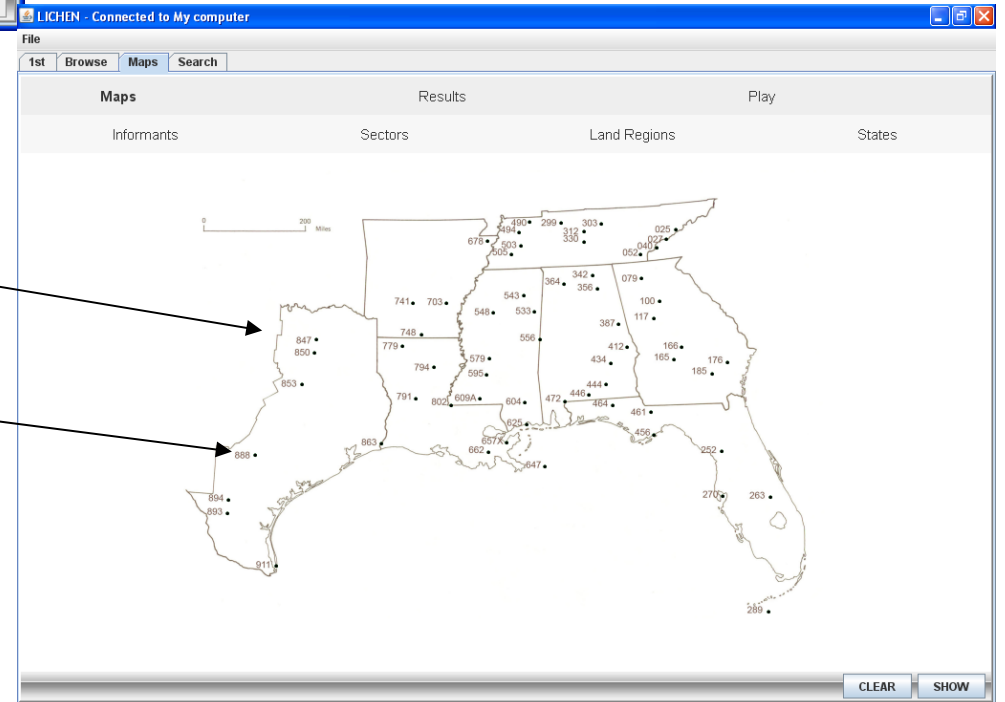 LICHEN - Connected to My computer
File
1st Browse Maps Search
Maps Results Play
Informants Sectors Land Regions States
0 200 Miles
490 299 303
494 312 025
678 503 330 027
505 052 040
364 342 079
356
741 703 543 100
548 533 117
387
748 556
847 779 412 166
850 579 434 165 176
794 185
595
853 444
791 802 609A 604 472 446 464
461
625
863 657X 456
888 662 252
647
894 270 263
893
911
289
CLEAR SHOW